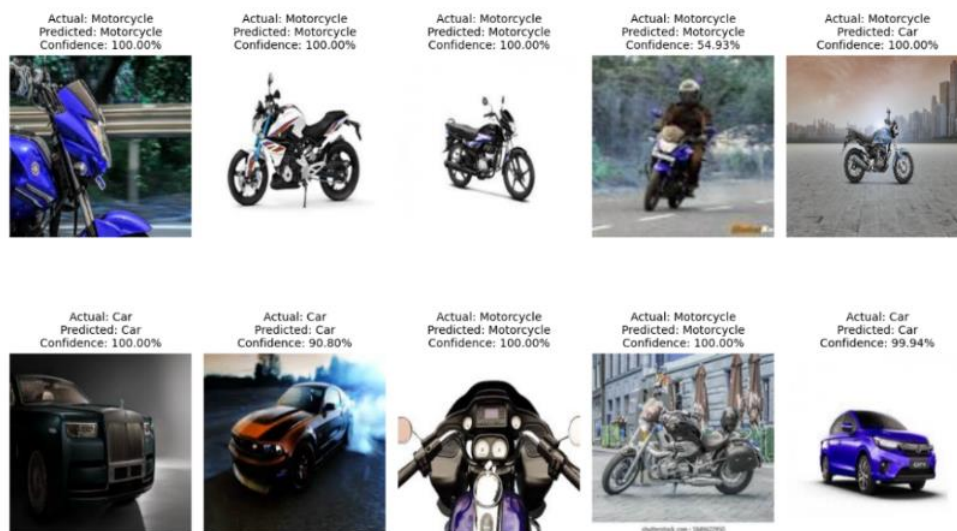 Actual: Motorcycle
Predicted: Motorcycle
Confidence: 100.00%
Actual: Motorcycle
Predicted: Motorcycle
Confidence: 100.00%
Actual: Motorcycle
Predicted: Motorcycle
Confidence: 100.00%
Actual: Motorcycle
Predicted: Motorcycle
Confidence: 54.93%
Actual: Motorcycle
Predicted: Car
Confidence: 100.00%
Actual: Car
Predicted: Car
Confidence: 100.00%
Actual: Car
Predicted: Car
Confidence: 90.80%
Actual: Motorcycle
Predicted: Motorcycle
Confidence: 100.00%
Actual: Motorcycle
Predicted: Motorcycle
Confidence: 100.00%
Actual: Car
Predicted: Car
Confidence: 99.94%